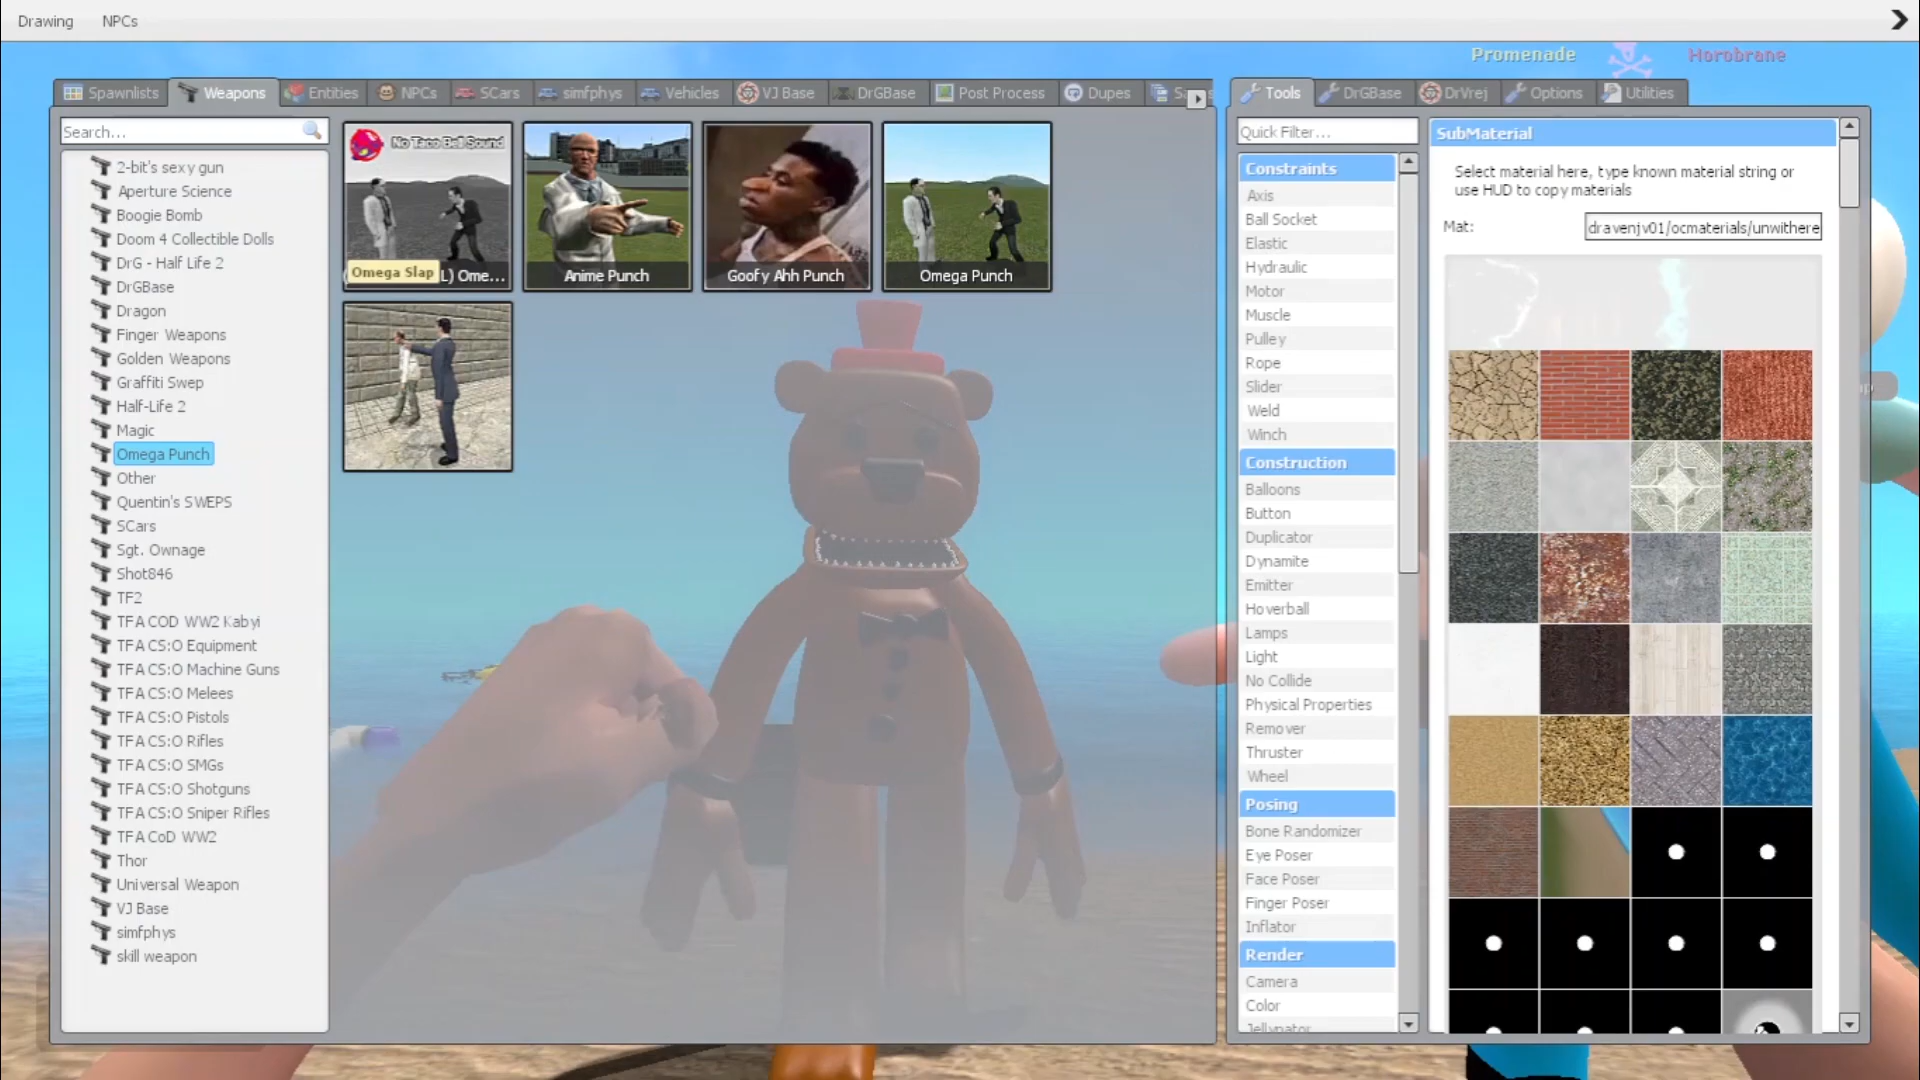 Drawing NPCs
Promenade Horobrane
Spawnlists Weapons Entities NPCs SCars simfphys Vehicles VJ Base DrGBase Post Process Dupes
Tools DrGBase DrVrej Options Utilities
Search...
2-bit's sexy gun
Aperture Science
Boogie Bomb
Doom 4 Collectible Dolls
DrG - Half Life 2
DrGBase
Dragon
Finger Weapons
Golden Weapons
Graffiti Swep
Half-Life 2
Magic
Omega Punch
Other
Quentin's SWEPS
SCars
Sgt. Ownage
Shot846
TF2
TFA COD WW2 Kabyi
TFA CS:O Equipment
TFA CS:O Machine Guns
TFA CS:O Melees
TFA CS:O Pistols
TFA CS:O Rifles
TFA CS:O SMGs
TFA CS:O Shotguns
TFA CS:O Sniper Rifles
TFA CoD WW2
Thor
Universal Weapon
VJ Base
simfphys
skill weapon
No Taco Bell Sound
Omega Slap
L) Ome...
Anime Punch
Goofy Ahh Punch
Omega Punch
Quick Filter...
Constraints
Axis
Ball Socket
Elastic
Hydraulic
Motor
Muscle
Pulley
Rope
Slider
Weld
Winch
Construction
Balloons
Button
Duplicator
Dynamite
Emitter
Hoverball
Lamps
Light
No Collide
Physical Properties
Remover
Thruster
Wheel
Posing
Bone Randomizer
Eye Poser
Face Poser
Finger Poser
Inflator
Render
Camera
Color
Jellynator
SubMaterial
Select material here, type known material string or
use HUD to copy materials
Mat: dravenjv01/ocmaterials/unwithere